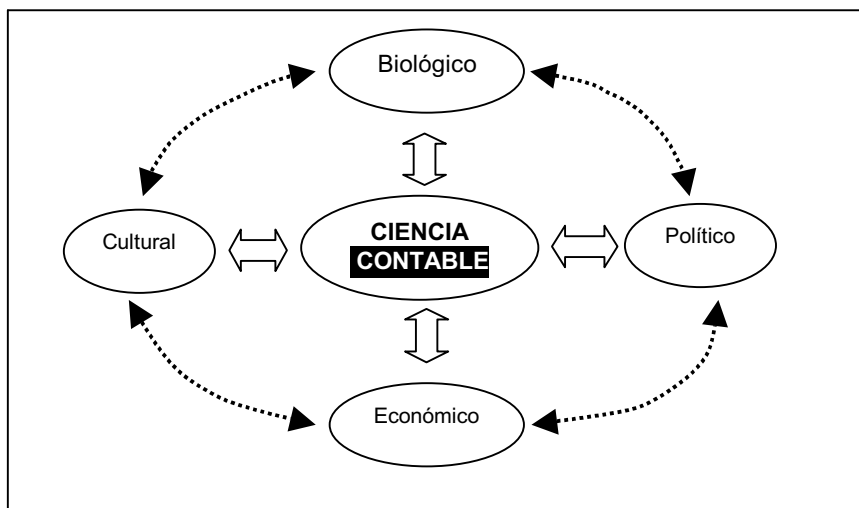 Biológico
Cultural
CIENCIA
CONTABLE
Político
Económico